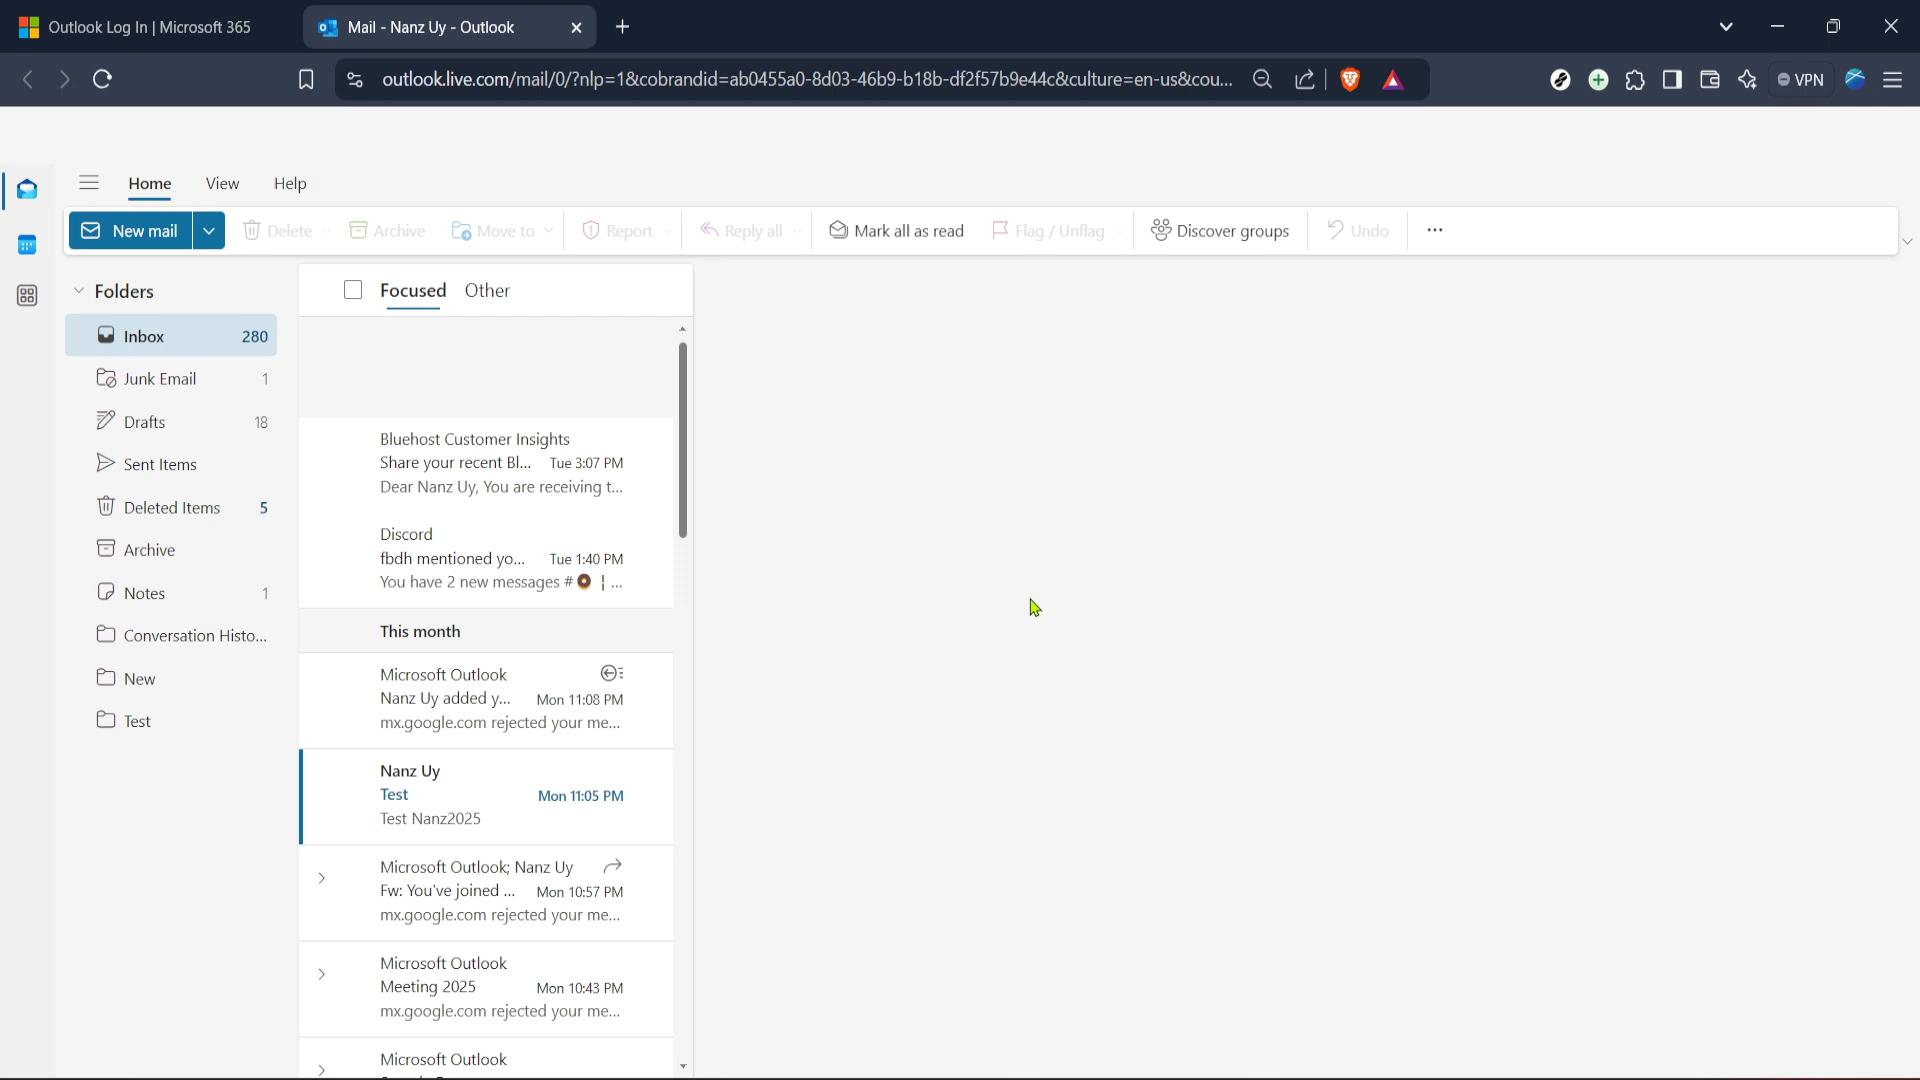 Outlook Log In | Microsoft 365
Mail - Nanz Uy - Outlook
outlook.live.com/mail/0/?nlp=1&cobrandid=ab0455a0-8d03-46b9-b18b-df2f57b9e44c&culture=en-us&cou...
VPN
Home View Help
New mail Delete Archive Move to Report Reply all Mark all as read Flag / Unflag Discover groups Undo
Folders
Inbox 280
Junk Email 1
Drafts 18
Sent Items
Deleted Items 5
Archive
Notes 1
Conversation Histo...
New
Test
Focused Other
Bluehost Customer Insights
Share your recent Bl... Tue 3:07 PM
Dear Nanz Uy, You are receiving t...
Discord
fbdh mentioned yo... Tue 1:40 PM
You have 2 new messages #🍩 ¦ ...
This month
Microsoft Outlook
Nanz Uy added y... Mon 11:08 PM
mx.google.com rejected your me...
Nanz Uy
Test Mon 11:05 PM
Test Nanz2025
Microsoft Outlook; Nanz Uy
Fw: You've joined ... Mon 10:57 PM
mx.google.com rejected your me...
Microsoft Outlook
Meeting 2025 Mon 10:43 PM
mx.google.com rejected your me...
Microsoft Outlook